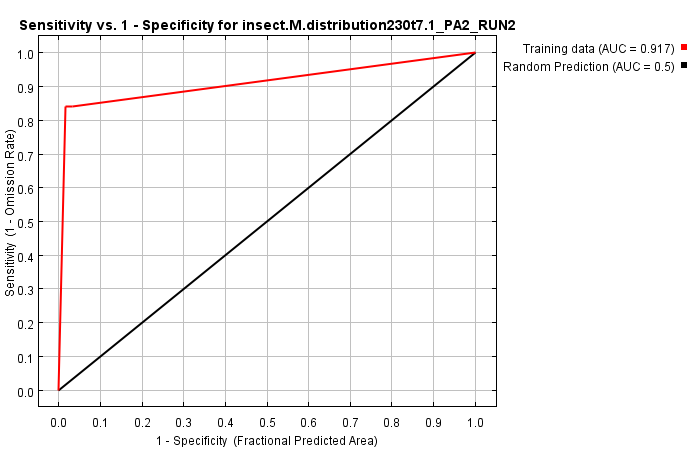 Sensitivity vs. 1 - Specificity for insect.M.distribution230t7.1_PA2_RUN2
Training data (AUC = 0.917)
Random Prediction (AUC = 0.5)
Sensitivity (1 - Omission Rate)
1.0
0.9
0.8
0.7
0.6
0.5
0.4
0.3
0.2
0.1
0.0
0.0 0.1 0.2 0.3 0.4 0.5 0.6 0.7 0.8 0.9 1.0
1 - Specificity (Fractional Predicted Area)